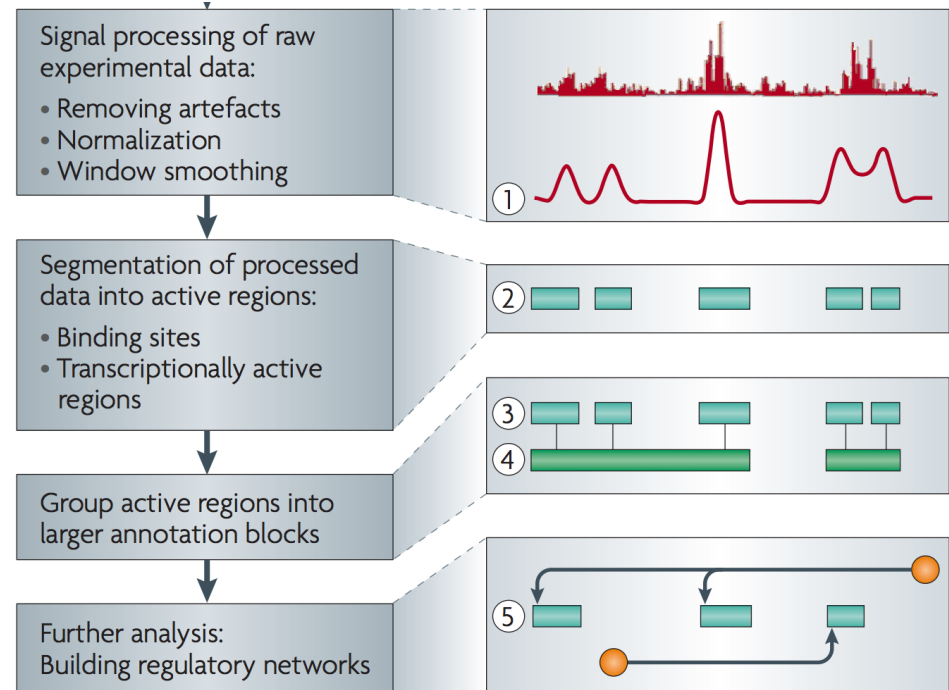 Signal processing of raw
experimental data:
• Removing artefacts
• Normalization
• Window smoothing
1
Segmentation of processed
data into active regions:
• Binding sites
• Transcriptionally active
regions
2
3
4
Group active regions into
larger annotation blocks
5
Further analysis:
Building regulatory networks